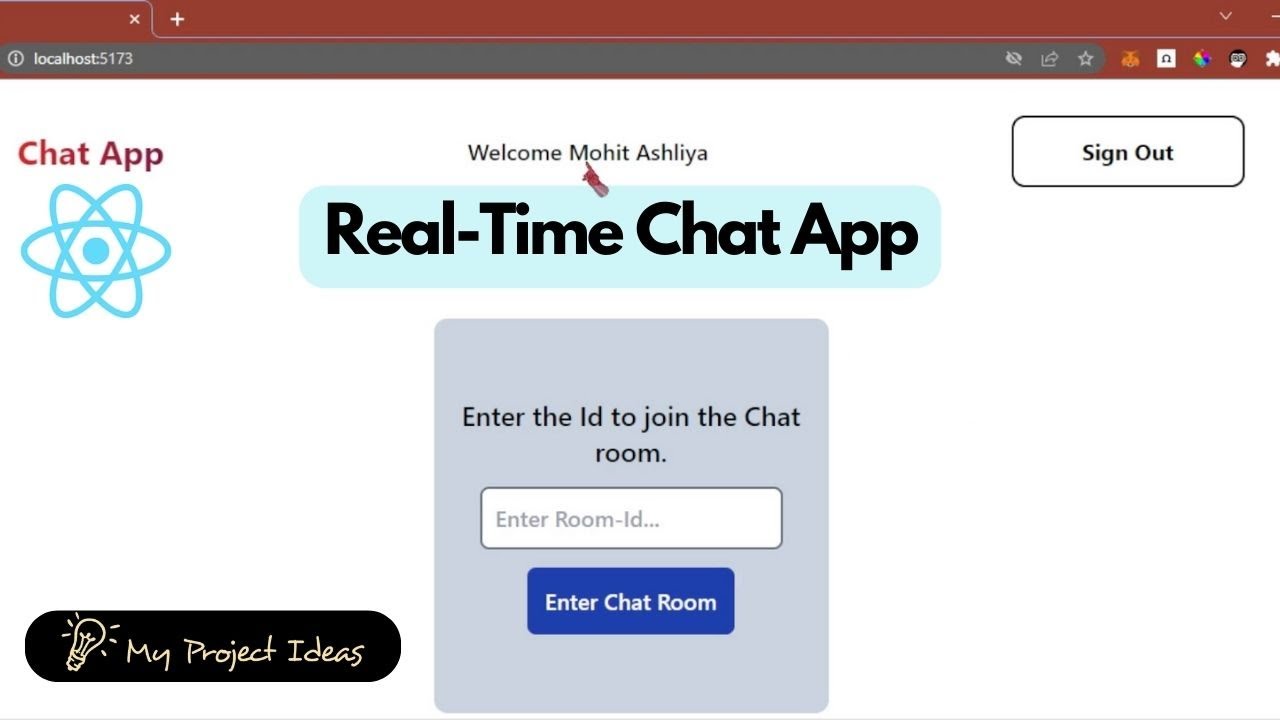 localhost:5173
Chat App
Welcome Mohit Ashliya
Sign Out
Real-Time Chat App
Enter the Id to join the Chat
room.
Enter Room-Id...
Enter Chat Room
My Project Ideas